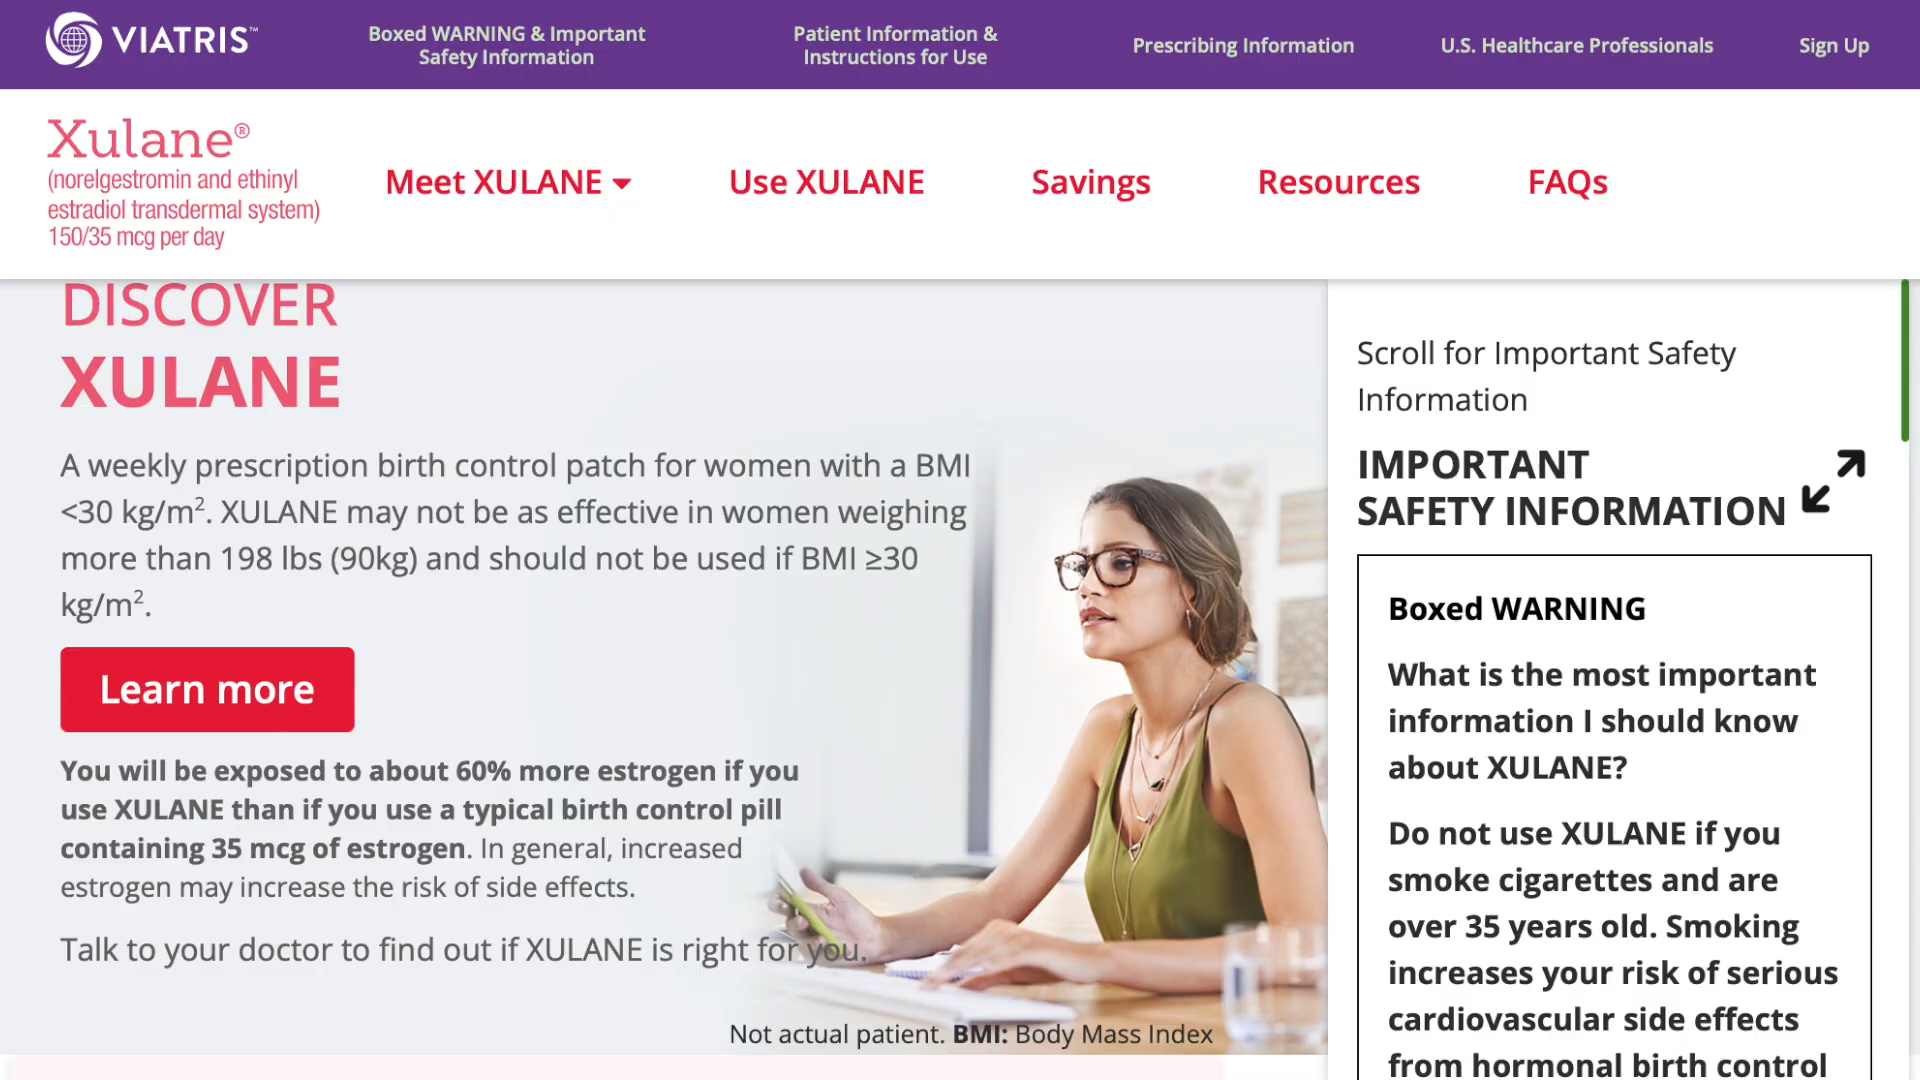 VIATRIS™
Boxed WARNING & Important
Safety Information
Patient Information &
Instructions for Use
Prescribing Information
U.S. Healthcare Professionals
Sign Up
Xulane®
(norelgestromin and ethinyl
estradiol transdermal system)
150/35 mcg per day
Meet XULANE
Use XULANE
Savings
Resources
FAQs
DISCOVER
XULANE
A weekly prescription birth control patch for women with a BMI
<30 kg/m². XULANE may not be as effective in women weighing
more than 198 lbs (90kg) and should not be used if BMI ≥30
kg/m².
Learn more
You will be exposed to about 60% more estrogen if you
use XULANE than if you use a typical birth control pill
containing 35 mcg of estrogen. In general, increased
estrogen may increase the risk of side effects.
Talk to your doctor to find out if XULANE is right for you.
Not actual patient. BMI: Body Mass Index
Scroll for Important Safety
Information
IMPORTANT
SAFETY INFORMATION
Boxed WARNING
What is the most important
information I should know
about XULANE?
Do not use XULANE if you
smoke cigarettes and are
over 35 years old. Smoking
increases your risk of serious
cardiovascular side effects
from hormonal birth control